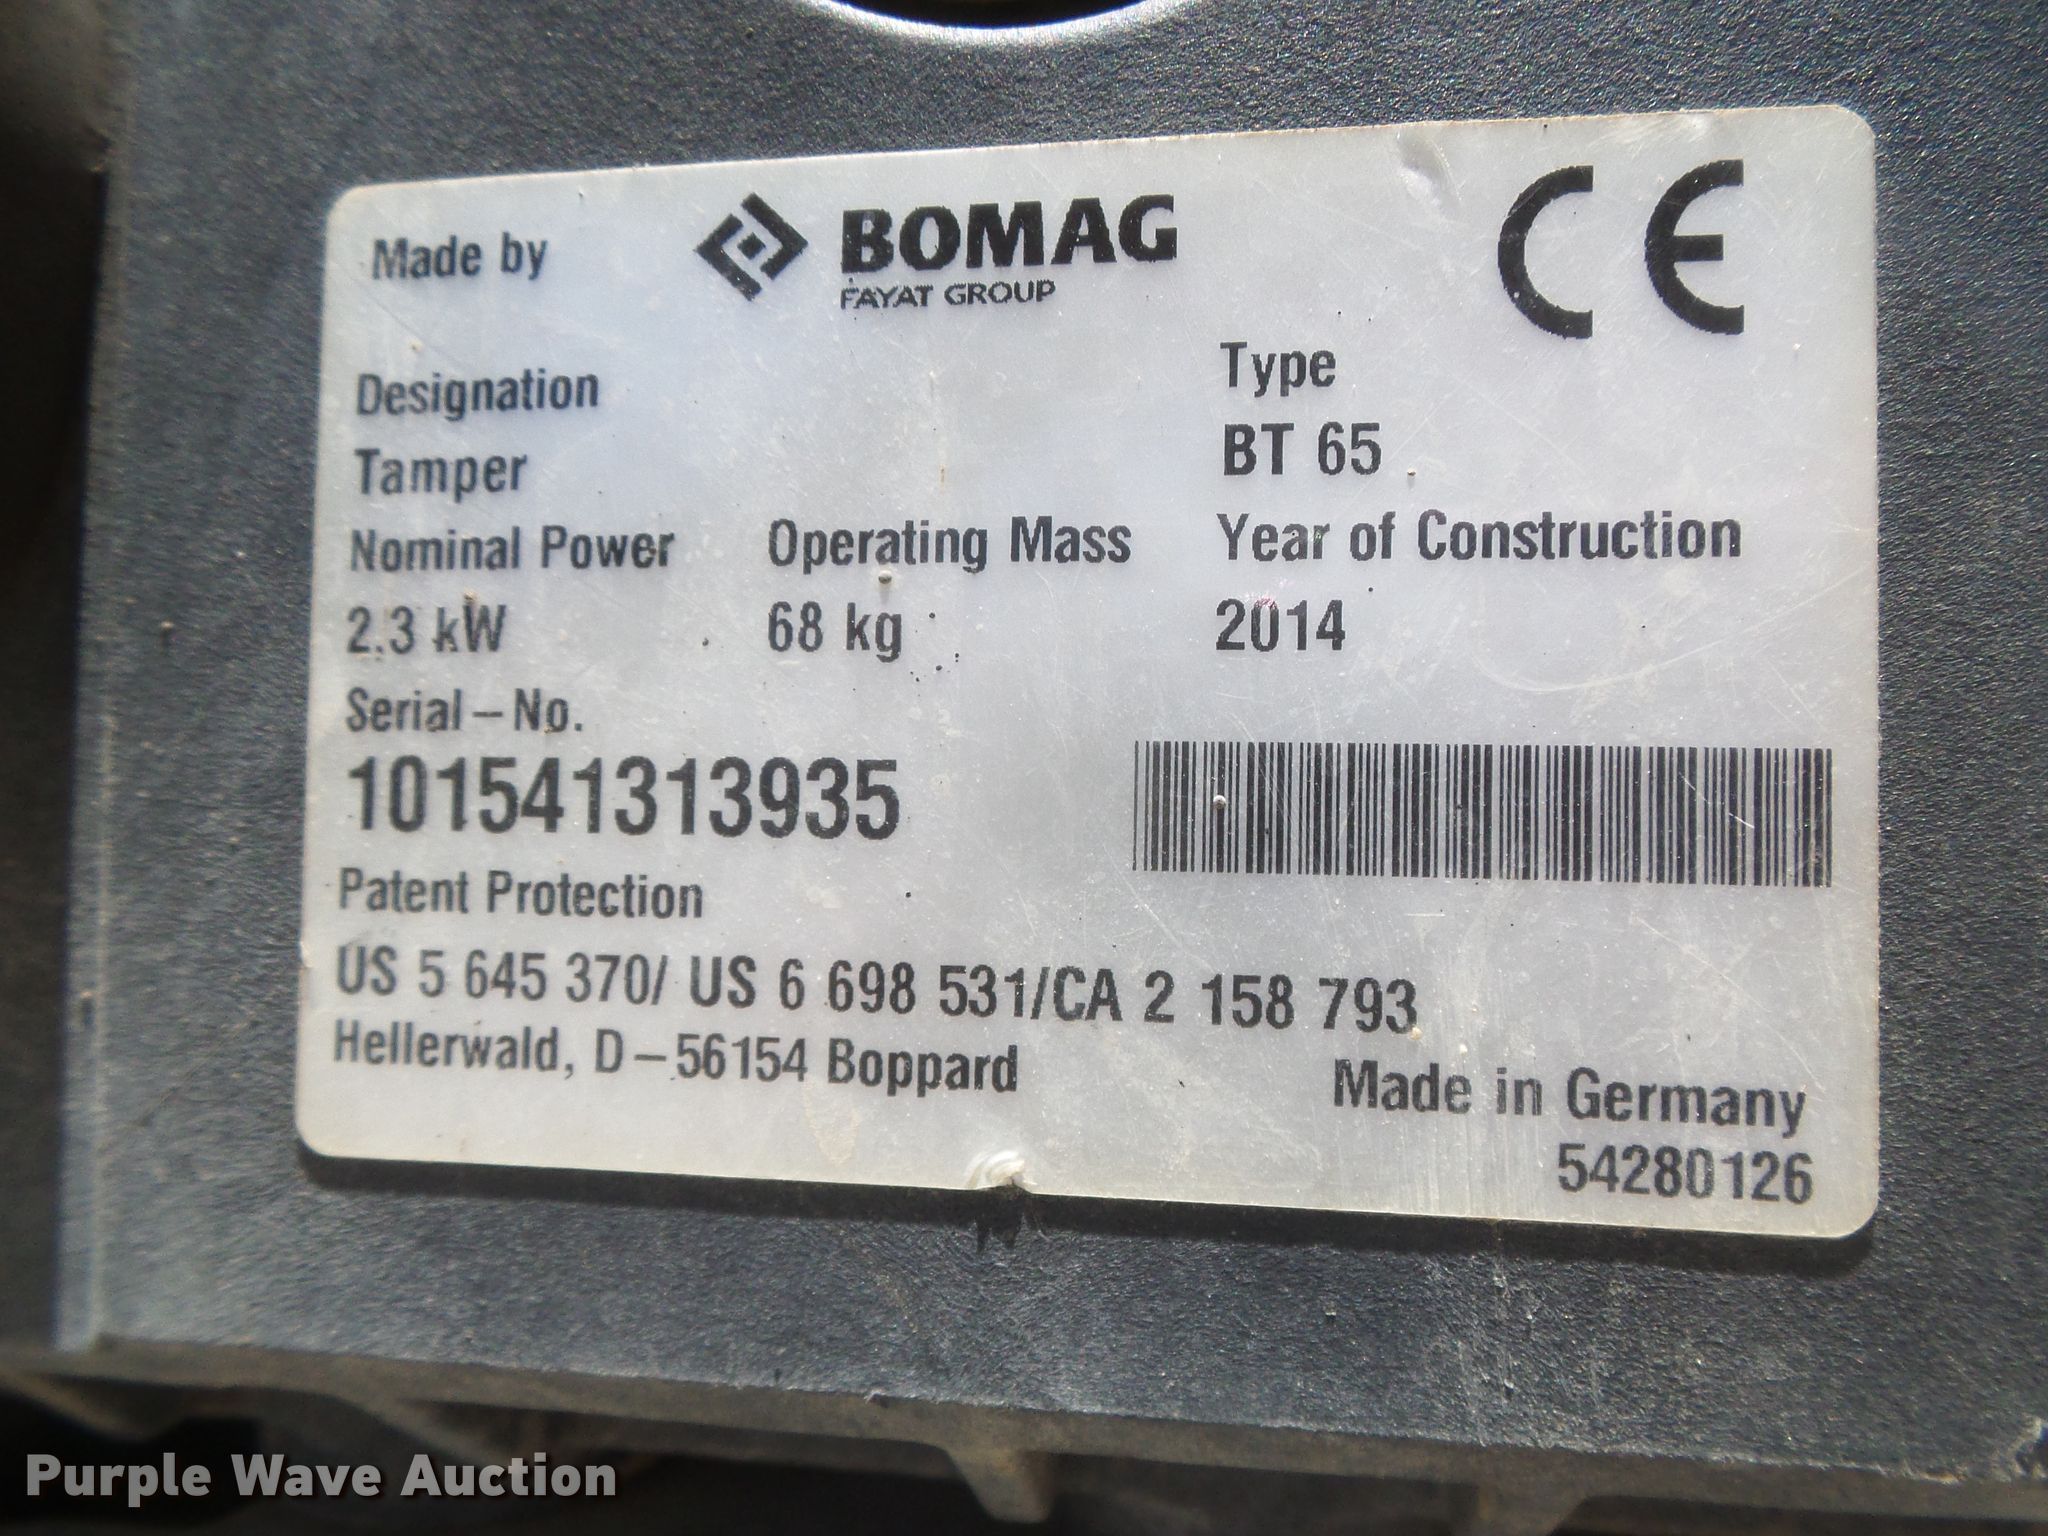 Made by
BOMAG
FAYAT GROUP
CE
Designation
Tamper
Type
BT 65
Nominal Power Operating Mass Year of Construction
2.3 kW 68 kg 2014
Serial – No.
101541313935
Patent Protection
US 5 645 370/ US 6 698 531/CA 2 158 793
Hellerwald, D – 56154 Boppard
Made in Germany
54280126
Purple Wave Auction